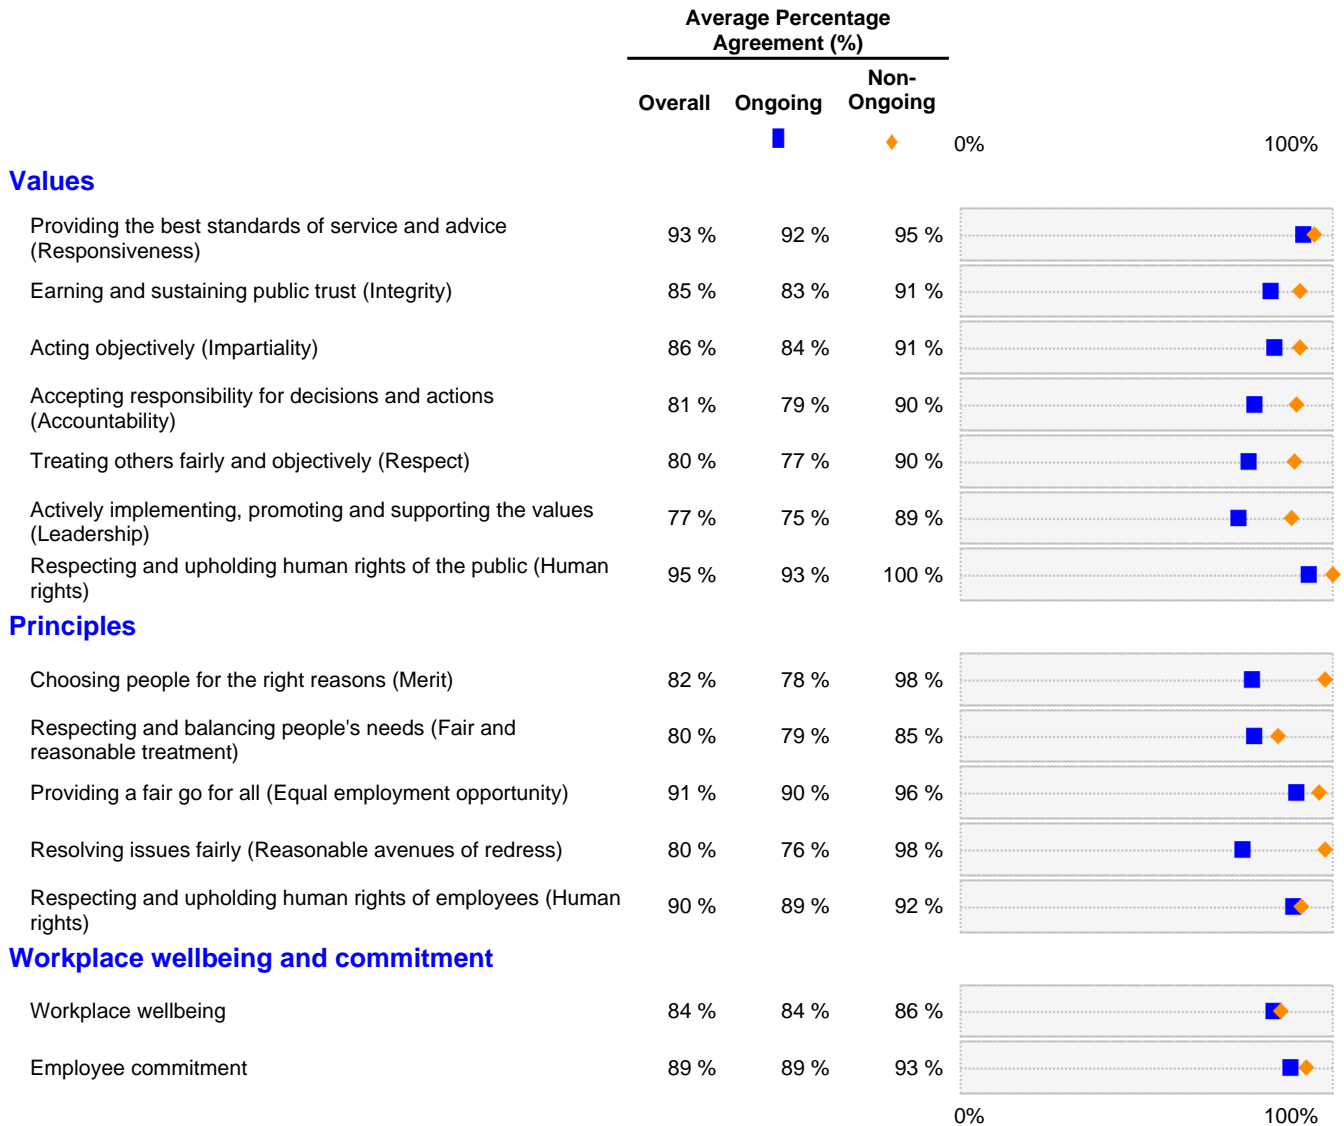 Average Percentage
Agreement (%)
Non-
Overall Ongoing Ongoing
0% 100%
Values
Providing the best standards of service and advice
(Responsiveness)
93 % 92 % 95 %
Earning and sustaining public trust (Integrity) 85 % 83 % 91 %
Acting objectively (Impartiality) 86 % 84 % 91 %
Accepting responsibility for decisions and actions
(Accountability)
81 % 79 % 90 %
Treating others fairly and objectively (Respect) 80 % 77 % 90 %
Actively implementing, promoting and supporting the values
(Leadership)
77 % 75 % 89 %
Respecting and upholding human rights of the public (Human
rights)
95 % 93 % 100 %
Principles
Choosing people for the right reasons (Merit) 82 % 78 % 98 %
Respecting and balancing people's needs (Fair and
reasonable treatment)
80 % 79 % 85 %
Providing a fair go for all (Equal employment opportunity) 91 % 90 % 96 %
Resolving issues fairly (Reasonable avenues of redress) 80 % 76 % 98 %
Respecting and upholding human rights of employees (Human
rights)
90 % 89 % 92 %
Workplace wellbeing and commitment
Workplace wellbeing 84 % 84 % 86 %
Employee commitment 89 % 89 % 93 %
0% 100%